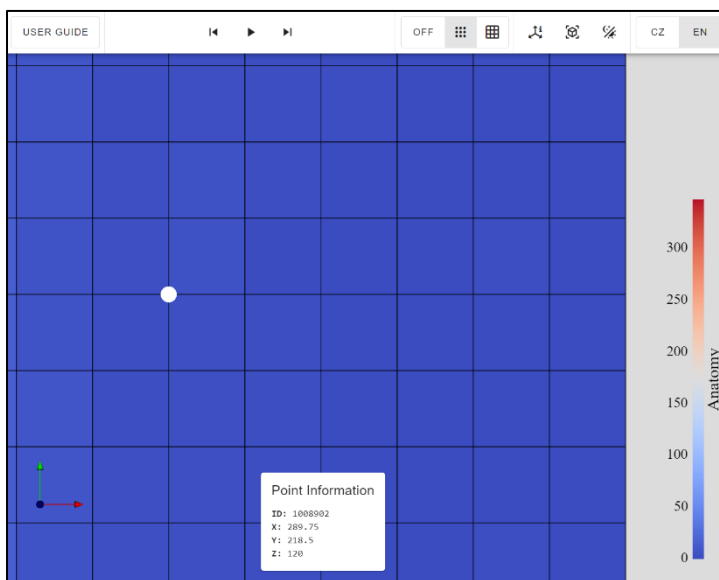 USER GUIDE
OFF
CZ
EN
300
250
200
150
100
50
0
Anatomy
Point Information
ID: 1008902
X: 289.75
Y: 218.5
Z: 120